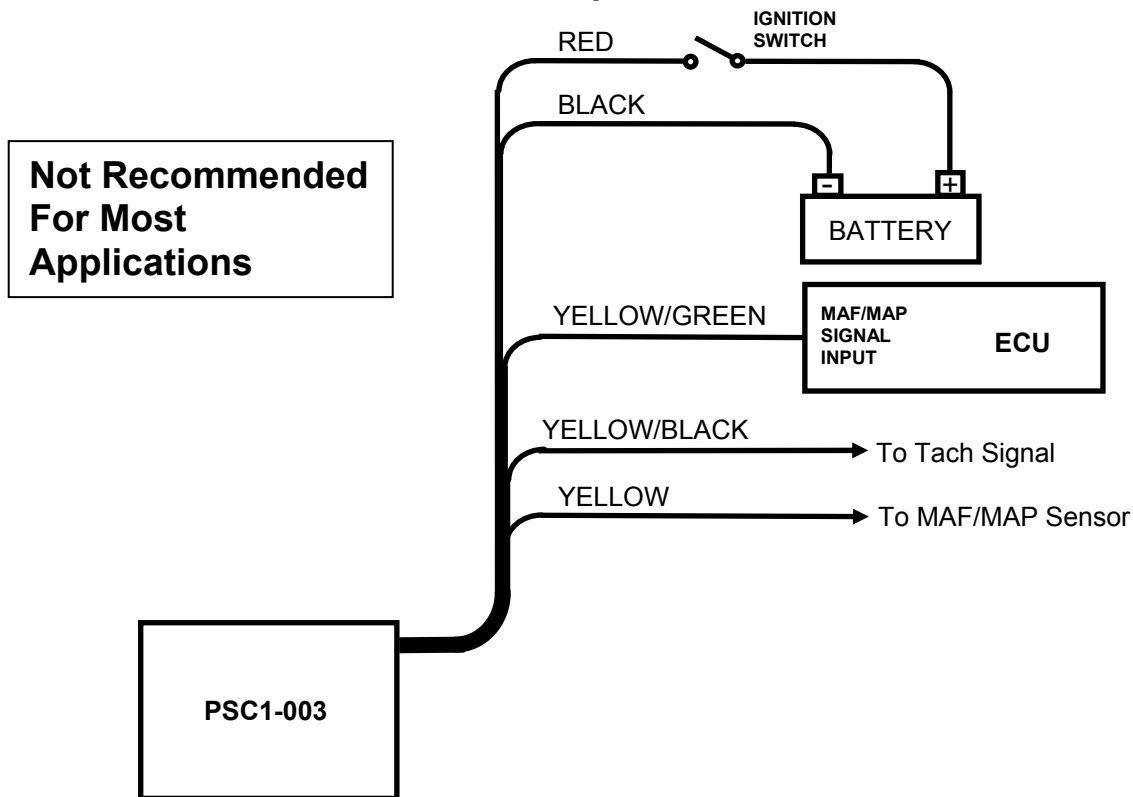 IGNITION
SWITCH
RED
BLACK
Not Recommended
For Most
Applications
- +
BATTERY
YELLOW/GREEN
MAF/MAP
SIGNAL
INPUT
ECU
YELLOW/BLACK
To Tach Signal
YELLOW
To MAF/MAP Sensor
PSC1-003